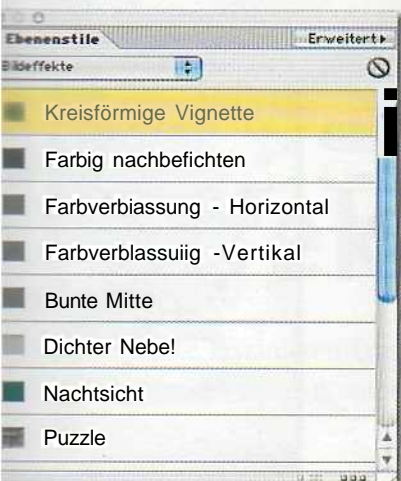 Ebenenstile
Erweitert
Bildeffekte
Kreisförmige Vignette
Farbig nachbefichten
Farbverbiassung - Horizontal
Farbverblassuiig -Vertikal
Bunte Mitte
Dichter Nebe!
Nachtsicht
Puzzle